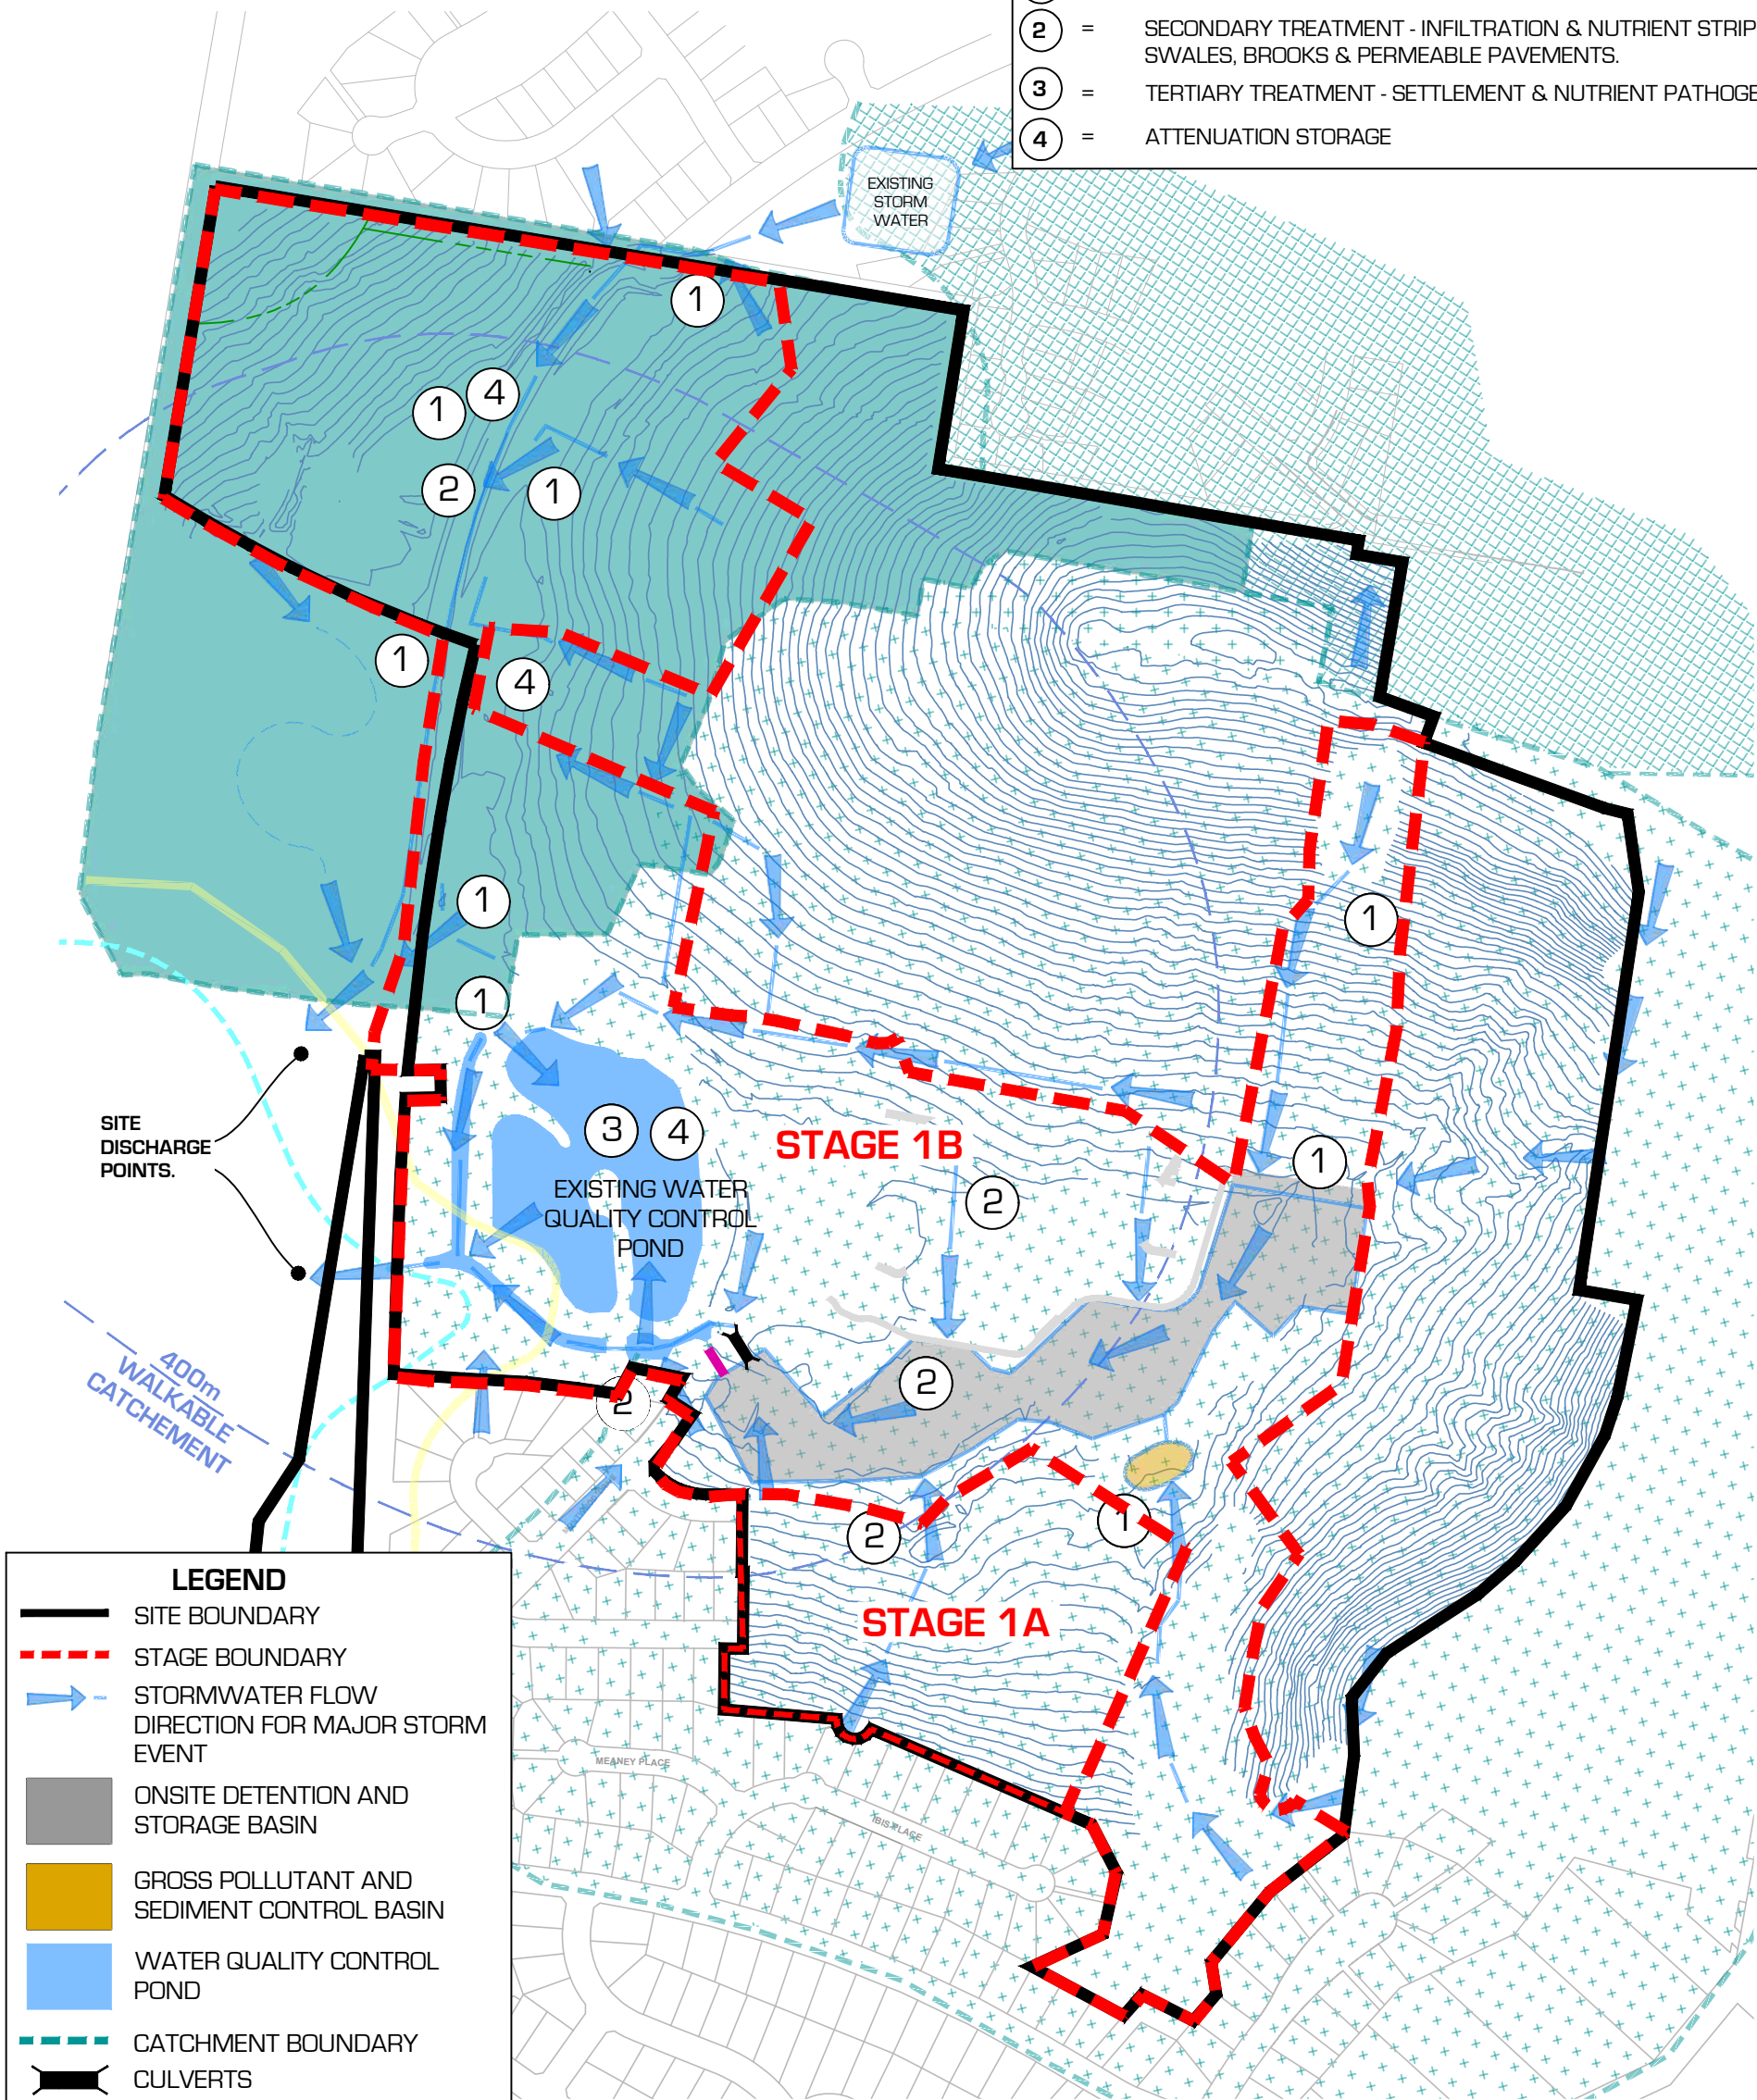 2 = SECONDARY TREATMENT - INFILTRATION & NUTRIENT STRIP
SWALES, BROOKS & PERMEABLE PAVEMENTS.
3 = TERTIARY TREATMENT - SETTLEMENT & NUTRIENT PATHOGE
4 = ATTENUATION STORAGE
EXISTING
STORM
WATER
1
1
4
2
1
1
4
1
1
1
SITE
DISCHARGE
POINTS.
3
4
STAGE 1B
1
EXISTING WATER
QUALITY CONTROL
POND
2
400m
WALKABLE
CATCHEMENT
2
2
2
1
STAGE 1A
MEANEY PLACE
IBIS PLACE
LEGEND
SITE BOUNDARY
STAGE BOUNDARY
STORMWATER FLOW
DIRECTION FOR MAJOR STORM
EVENT
ONSITE DETENTION AND
STORAGE BASIN
GROSS POLLUTANT AND
SEDIMENT CONTROL BASIN
WATER QUALITY CONTROL
POND
CATCHMENT BOUNDARY
CULVERTS